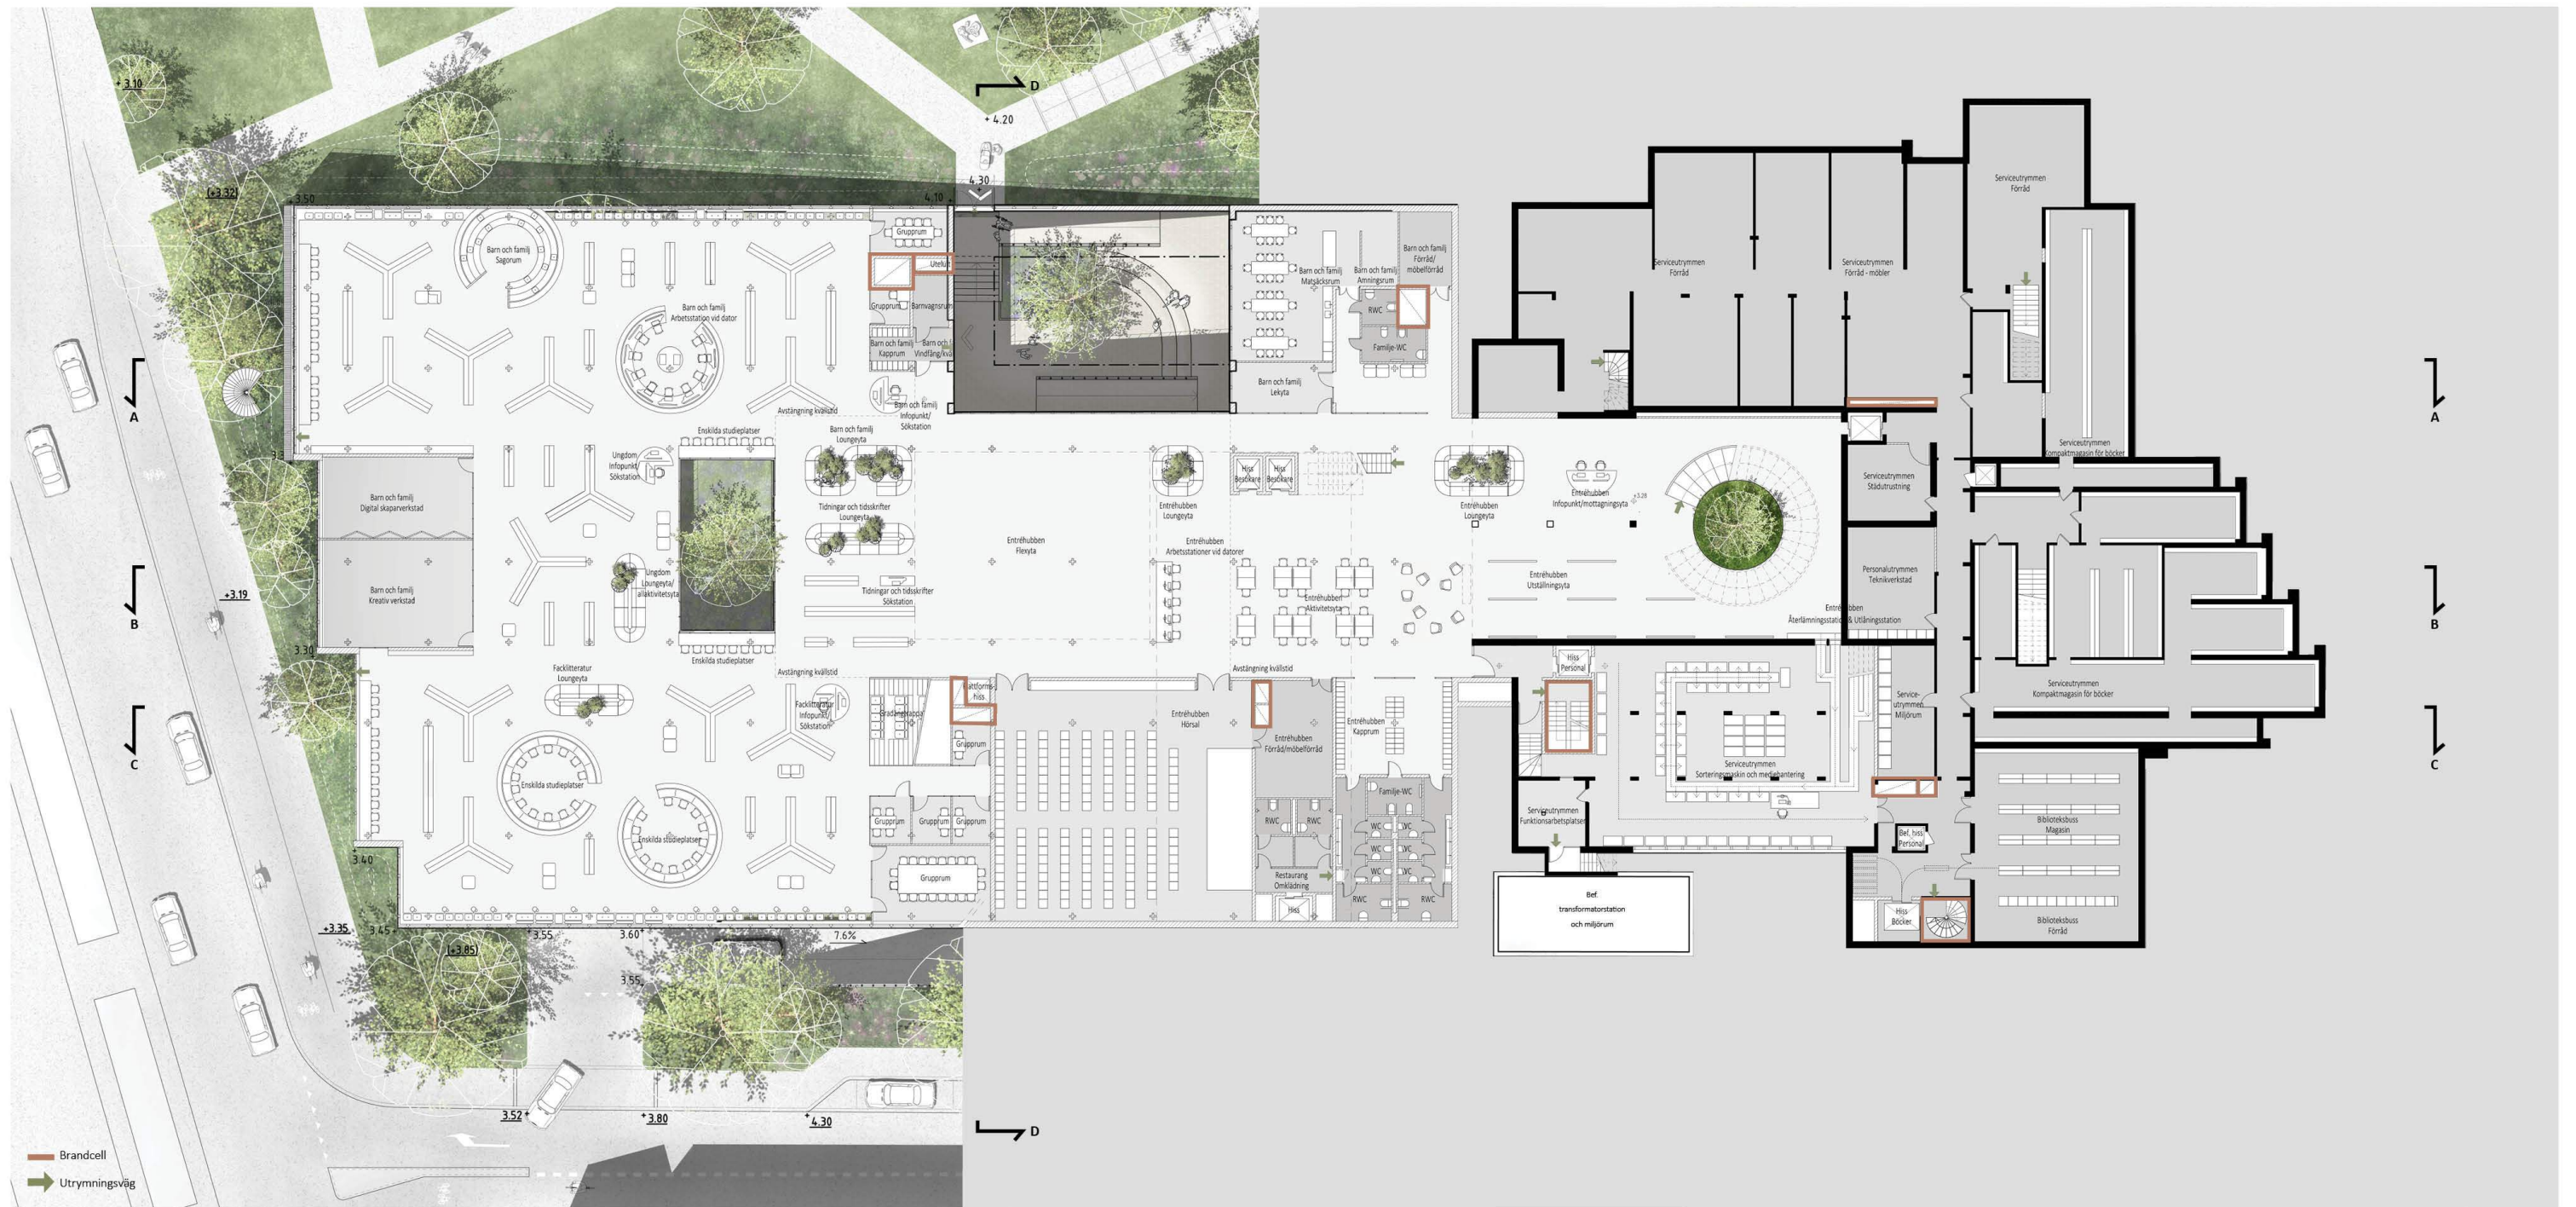 + 3.10
D
+ 4.20
4.30
(+3.32)
+3.50
4.10
Barn och familj
Sagorum
Grupprum
Barn och familj
Arbetsstation vid dator
Grupprum
Barnvagnsrum
Barn och familj
Kapprum
Barn och familj
Infopunkt/
Sökstation
Barn och familj
Matsäcksrum
Barn och familj
Amningsrum
Barn och familj
Förråd/
möbelförråd
RWC
Familje-WC
Barn och familj
Lekyta
Serviceutrymmen
Förråd
Serviceutrymmen
Förråd - möbler
Serviceutrymmen
Förråd
Serviceutrymmen
Kompaktmagasin för böcker
A
A
Avstängning kvällstid
Enskilda studieplatser
Barn och familj
Loungeyta
Ungdom
Infopunkt/
Sökstation
Barn och familj
Digital skaparverkstad
Barn och familj
Kreativ verkstad
Tidningar och tidsskrifter
Loungeyta
Entréhubben
Flexyta
Entréhubben
Loungeyta
Hiss
Besökare
Hiss
Besökare
Entréhubben
Loungeyta
Entréhubben
Infopunkt/mottagningsyta
+3.28
Serviceutrymmen
Städutrustning
Entréhubben
Arbetsstationer vid datorer
Ungdom
Loungeyta/
allaktivitetsyta
Tidningar och tidsskrifter
Sökstation
Entréhubben
Aktivitetsyta
Entréhubben
Utställningsyta
Personalutrymmen
Teknikverkstad
Entréhubben
Återlämningsstation & Utlåningsstation
+3.19
B
B
3.30
Enskilda studieplatser
Avstängning kvällstid
Avstängning kvällstid
Facklitteratur
Loungeyta
Facklitteratur
Infopunkt/
Sökstation
Gradängtrappa
Plattforms-
hiss
Grupprum
Entréhubben
Hörsal
Entréhubben
Förråd/möbelförråd
Entréhubben
Kapprum
Hiss
Personal
Service-
utrymmen
Miljörum
Serviceutrymmen
Kompaktmagasin för böcker
C
C
Enskilda studieplatser
Enskilda studieplatser
Grupprum
Grupprum
Grupprum
Grupprum
RWC
RWC
Restaurang
Omklädning
Hiss
Familje-WC
WC
WC
WC
WC
WC
WC
RWC
RWC
Serviceutrymmen
Sorteringsmaskin och mediehantering
Serviceutrymmen
Funktionsarbetsplatser
Bef. hiss
Personal
Hiss
Böcker
Biblioteksbuss
Magasin
Biblioteksbuss
Förråd
Bef.
transformatorstation
och miljörum
3.40
+3.35
3.45
(+3.85)
+3.55
3.60+
7.6%
3.55
3.52+
+3.80
+4.30
D
Brandcell
Utrymningsväg